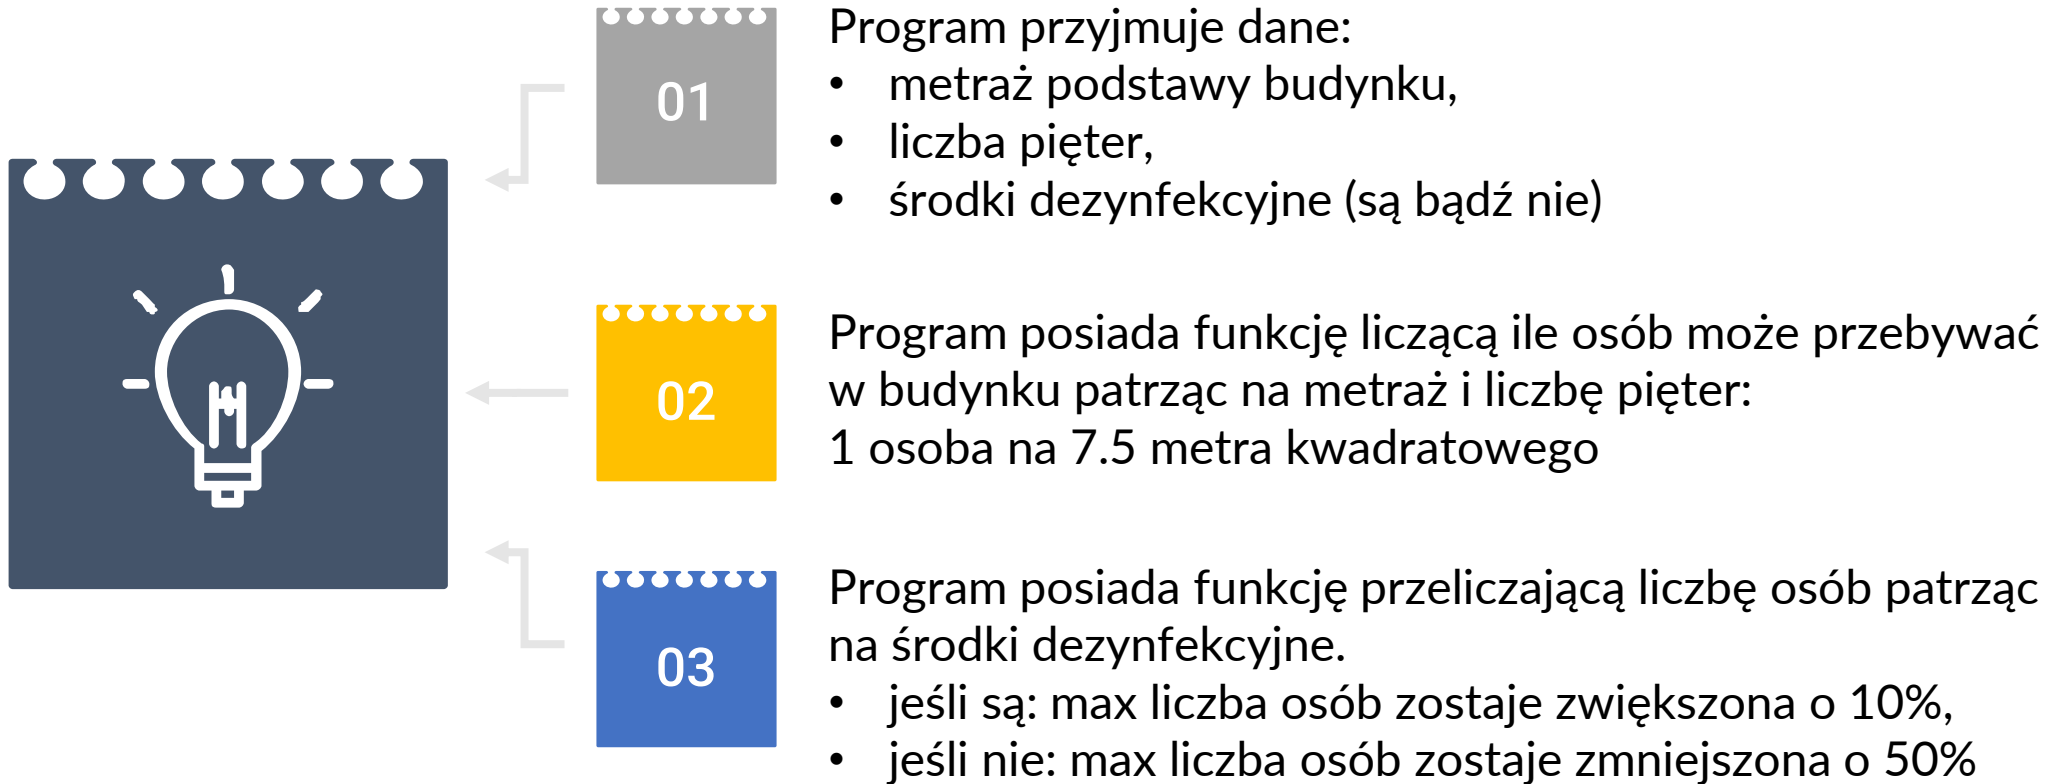 01
Program przyjmuje dane:
• metraż podstawy budynku,
• liczba pięter,
• środki dezynfekcyjne (są bądź nie)
02
Program posiada funkcję liczącą ile osób może przebywać
w budynku patrząc na metraż i liczbę pięter:
1 osoba na 7.5 metra kwadratowego
03
Program posiada funkcję przeliczającą liczbę osób patrząc
na środki dezynfekcyjne.
• jeśli są: max liczba osób zostaje zwiększona o 10%,
• jeśli nie: max liczba osób zostaje zmniejszona o 50%